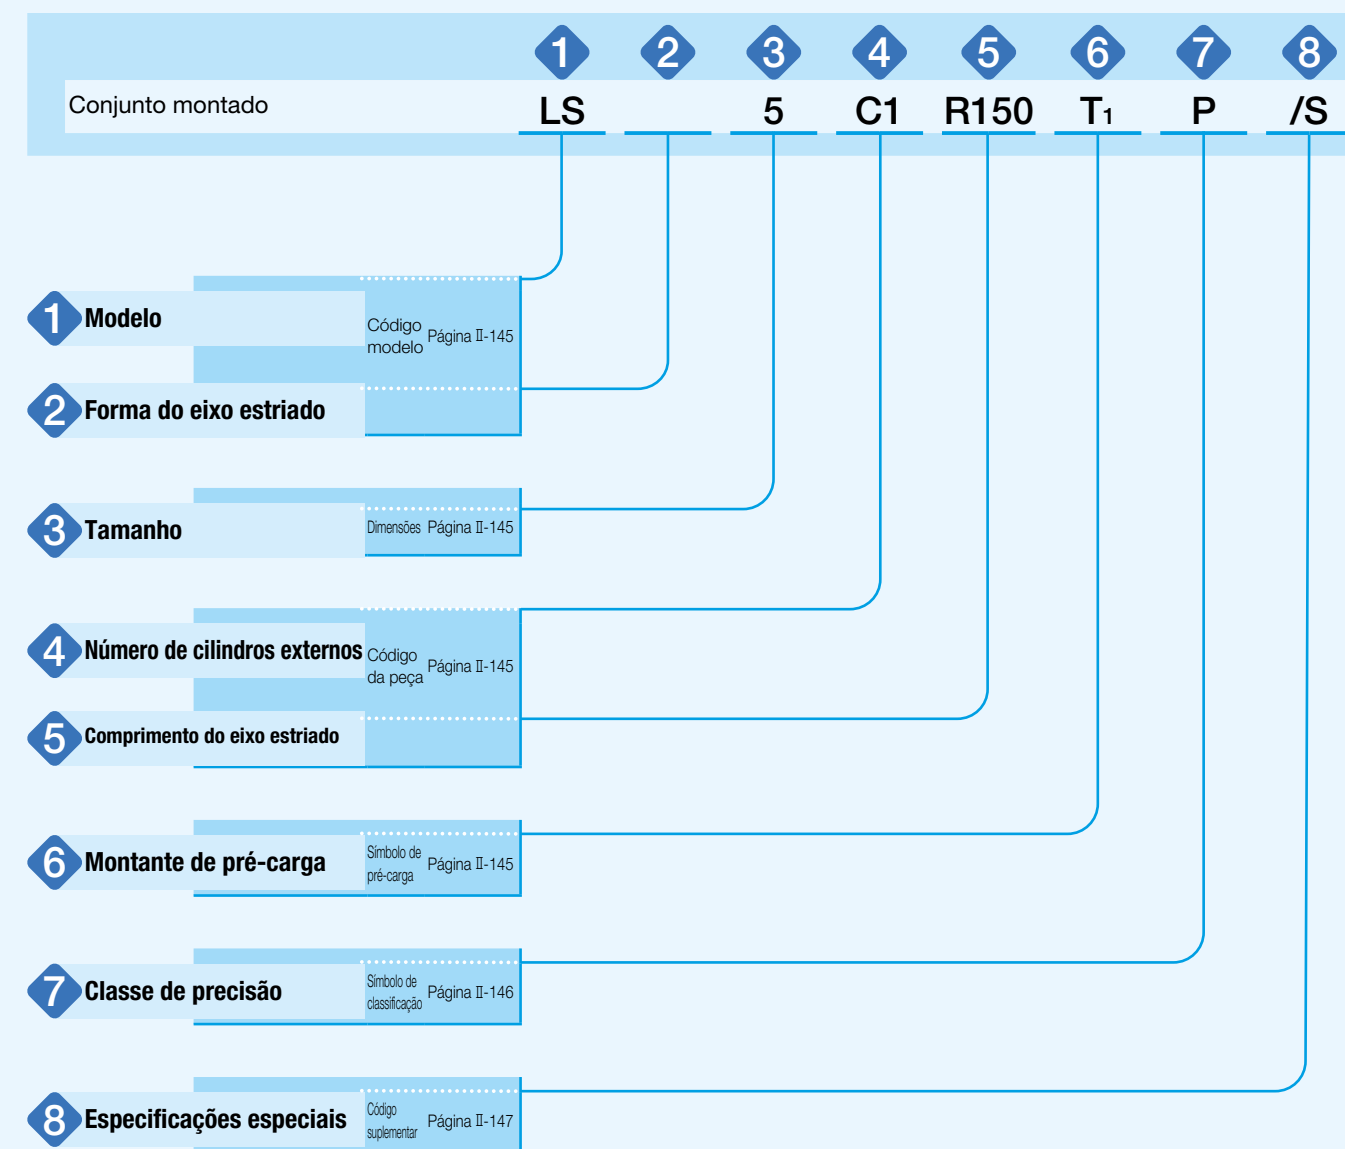 1 2 3 4 5 6 7 8
Conjunto montado LS 5 C1 R150 T1 P /S
1 Modelo
Código
modelo
Página Ⅱ-145
2 Forma do eixo estriado
3 Tamanho
Dimensões Página Ⅱ-145
4 Número de cilindros externos
Código
da peça
Página Ⅱ-145
5 Comprimento do eixo estriado
6 Montante de pré-carga
Símbolo de
pré-carga
Página Ⅱ-145
7 Classe de precisão
Símbolo de
classificação
Página Ⅱ-146
8 Especificações especiais
Código
suplementar
Página Ⅱ-147